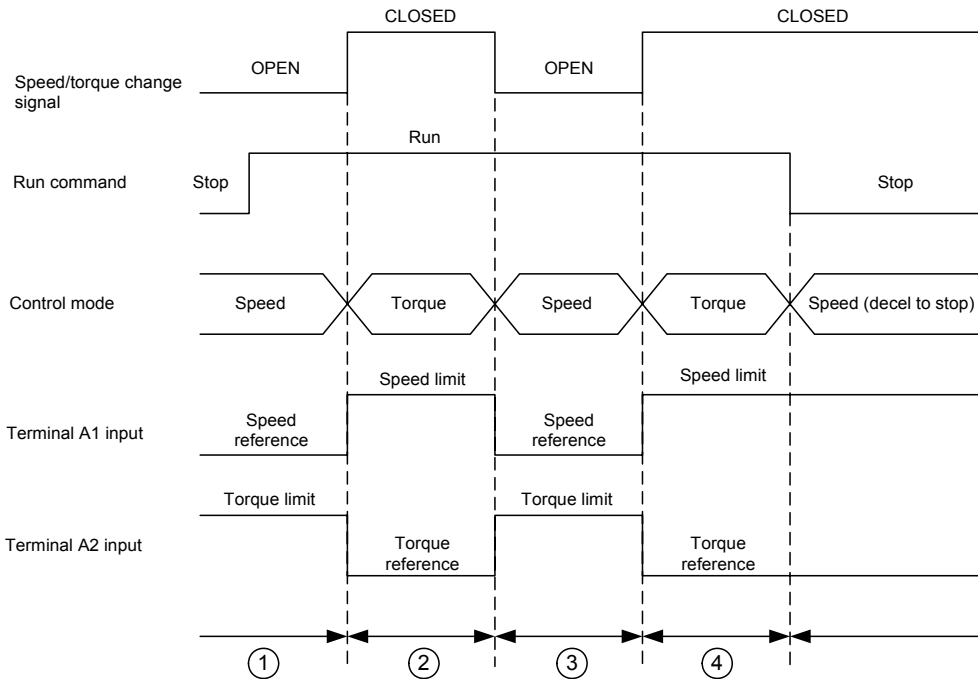 CLOSED
CLOSED
OPEN
OPEN
Speed/torque change
signal
Run
Run command
Stop
Stop
Control mode
Speed
Torque
Speed
Torque
Speed (decel to stop)
Speed limit
Speed limit
Terminal A1 input
Speed
reference
Speed
reference
Torque limit
Torque limit
Terminal A2 input
Torque
reference
Torque
reference
1
2
3
4